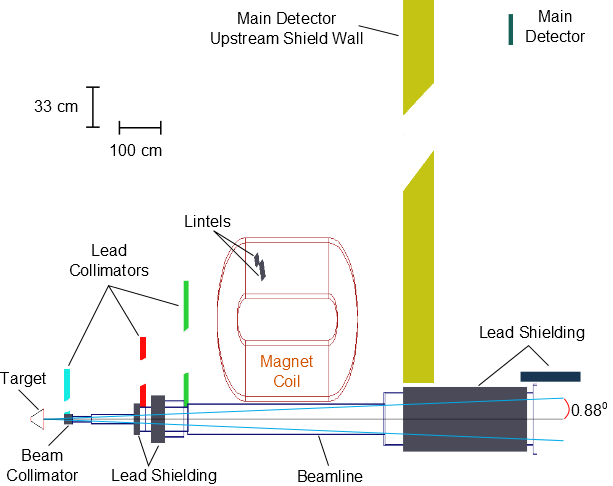 Main Detector
Upstream Shield Wall
Main
Detector
33 cm
100 cm
Lintels
Lead
Collimators
Lead Shielding
Magnet
Coil
Target
0.88⁰
Beam
Collimator
Lead Shielding
Beamline